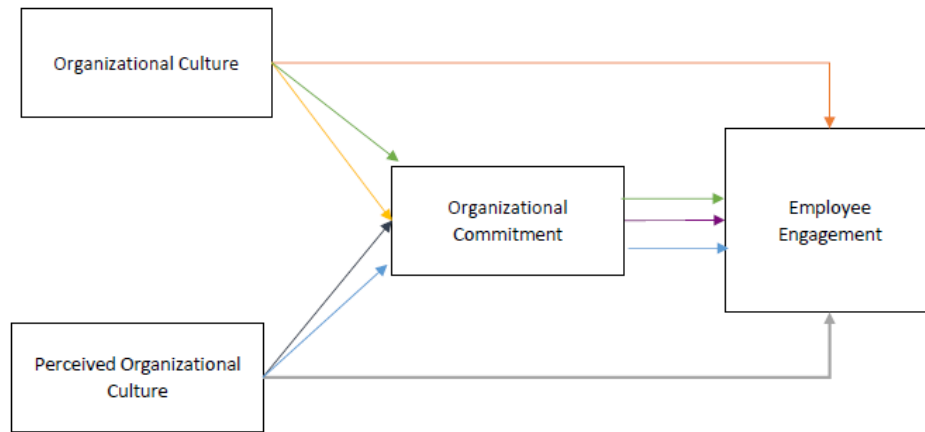 Organizational Culture
Organizational
Commitment
Employee
Engagement
Perceived Organizational
Culture